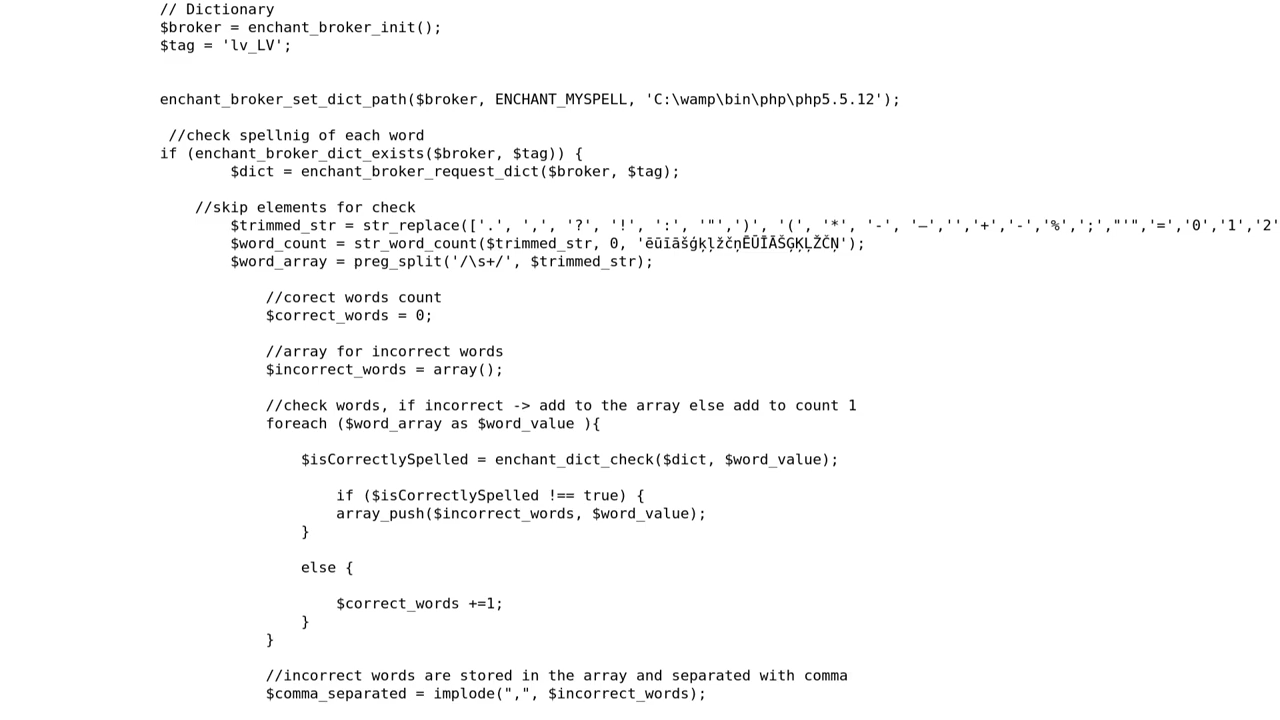 // Dictionary
$broker = enchant_broker_init();
$tag = 'lv_LV';
enchant_broker_set_dict_path($broker, ENCHANT_MYSPELL, 'C:\wamp\bin\php\php5.5.12');
//check spellnig of each word
if (enchant_broker_dict_exists($broker, $tag)) {
$dict = enchant_broker_request_dict($broker, $tag);
//skip elements for check
$trimmed_str = str_replace(['.', ',', '?', '!', ':', '"',')', '(', '*', '-', '–','','+','-','%',';',"'",'=','0','1','2'
$word_count = str_word_count($trimmed_str, 0, 'ēūīāšģķļžčņĒŪĪĀŠĢĶĻŽČŅ');
$word_array = preg_split('/\s+/', $trimmed_str);
//corect words count
$correct_words = 0;
//array for incorrect words
$incorrect_words = array();
//check words, if incorrect -> add to the array else add to count 1
foreach ($word_array as $word_value ){
$isCorrectlySpelled = enchant_dict_check($dict, $word_value);
if ($isCorrectlySpelled !== true) {
array_push($incorrect_words, $word_value);
}
else {
$correct_words +=1;
}
}
//incorrect words are stored in the array and separated with comma
$comma_separated = implode(",", $incorrect_words);